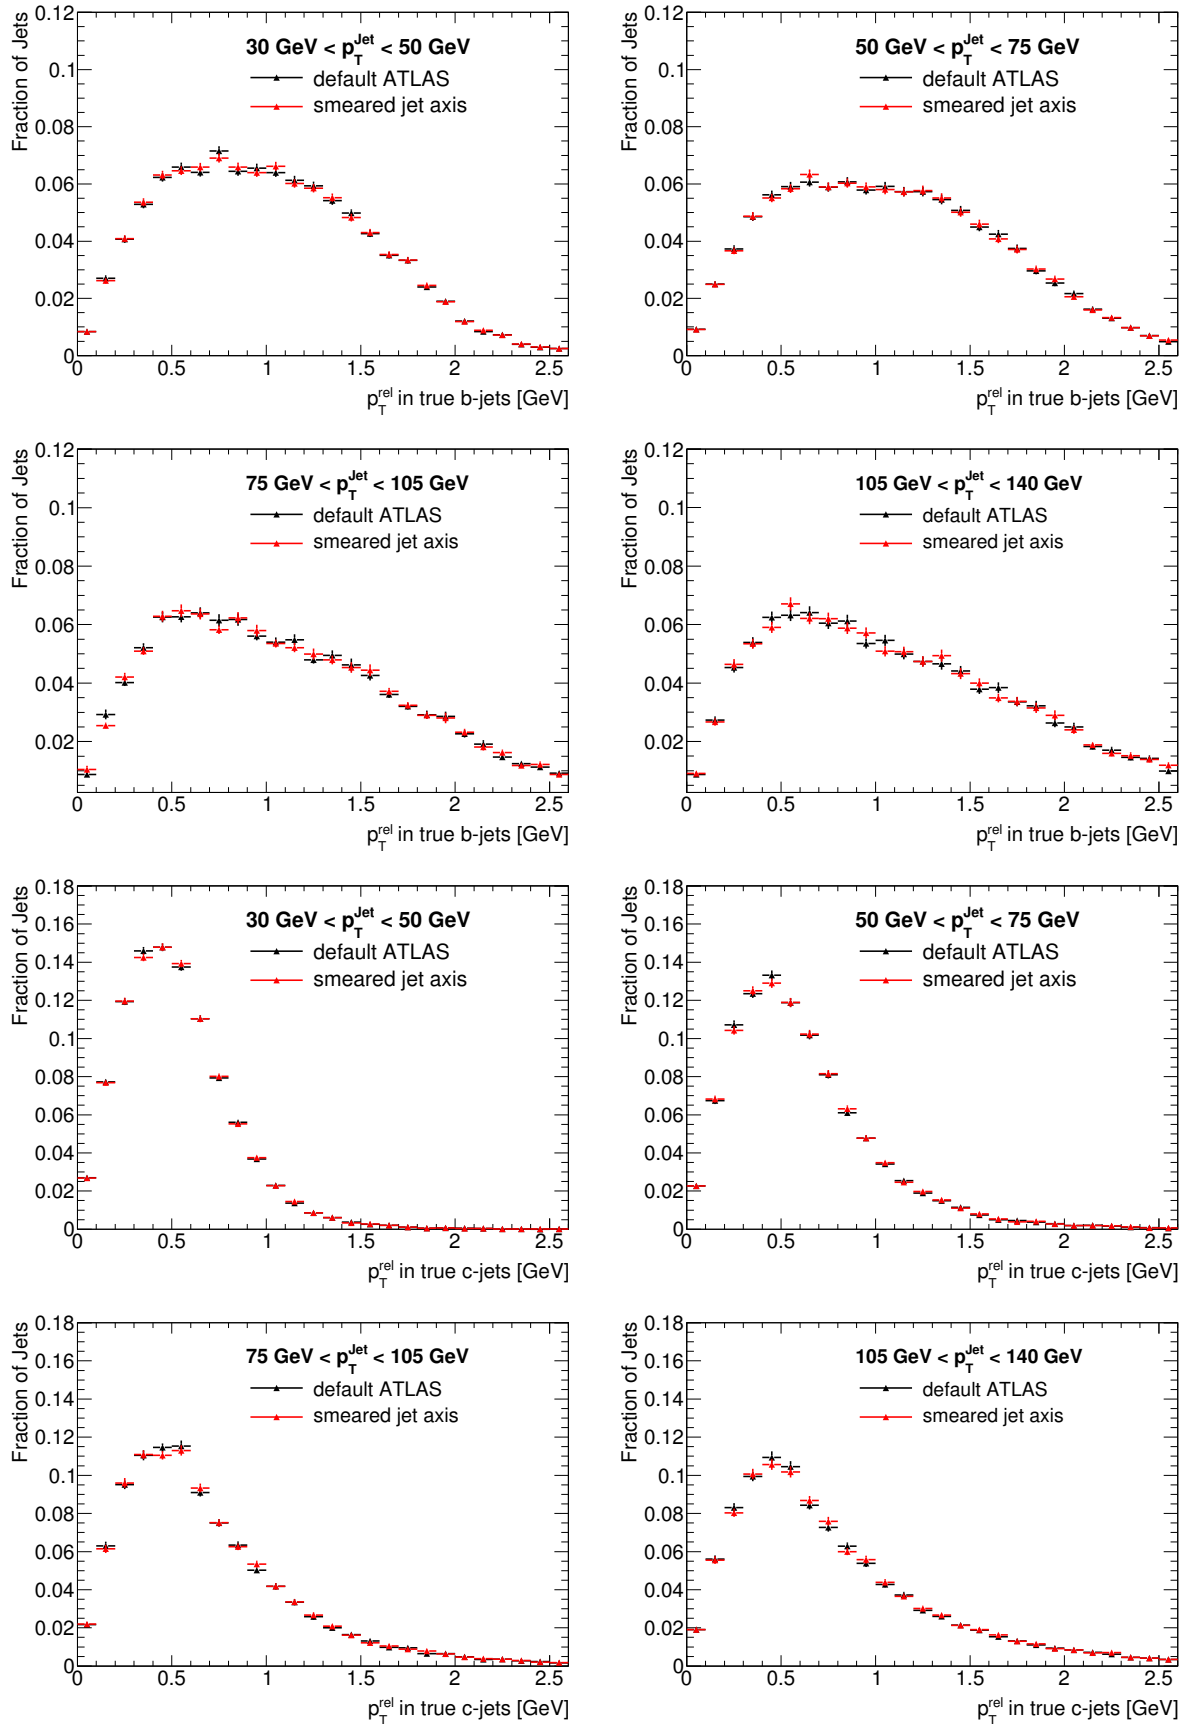 Fraction of Jets
0.12
0.1
0.08
0.06
0.04
0.02
0
30 GeV < p_T^Jet < 50 GeV
default ATLAS
smeared jet axis
0 0.5 1 1.5 2 2.5
p_T^rel in true b-jets [GeV]
Fraction of Jets
0.12
0.1
0.08
0.06
0.04
0.02
0
50 GeV < p_T^Jet < 75 GeV
default ATLAS
smeared jet axis
0 0.5 1 1.5 2 2.5
p_T^rel in true b-jets [GeV]
Fraction of Jets
0.12
0.1
0.08
0.06
0.04
0.02
75 GeV < p_T^Jet < 105 GeV
default ATLAS
smeared jet axis
0 0.5 1 1.5 2 2.5
p_T^rel in true b-jets [GeV]
Fraction of Jets
0.12
0.1
0.08
0.06
0.04
0.02
105 GeV < p_T^Jet < 140 GeV
default ATLAS
smeared jet axis
0 0.5 1 1.5 2 2.5
p_T^rel in true b-jets [GeV]
Fraction of Jets
0.18
0.16
0.14
0.12
0.1
0.08
0.06
0.04
0.02
0
30 GeV < p_T^Jet < 50 GeV
default ATLAS
smeared jet axis
0 0.5 1 1.5 2 2.5
p_T^rel in true c-jets [GeV]
Fraction of Jets
0.18
0.16
0.14
0.12
0.1
0.08
0.06
0.04
0.02
0
50 GeV < p_T^Jet < 75 GeV
default ATLAS
smeared jet axis
0 0.5 1 1.5 2 2.5
p_T^rel in true c-jets [GeV]
Fraction of Jets
0.18
0.16
0.14
0.12
0.1
0.08
0.06
0.04
0.02
0
75 GeV < p_T^Jet < 105 GeV
default ATLAS
smeared jet axis
0 0.5 1 1.5 2 2.5
p_T^rel in true c-jets [GeV]
Fraction of Jets
0.18
0.16
0.14
0.12
0.1
0.08
0.06
0.04
0.02
0
105 GeV < p_T^Jet < 140 GeV
default ATLAS
smeared jet axis
0 0.5 1 1.5 2 2.5
p_T^rel in true c-jets [GeV]